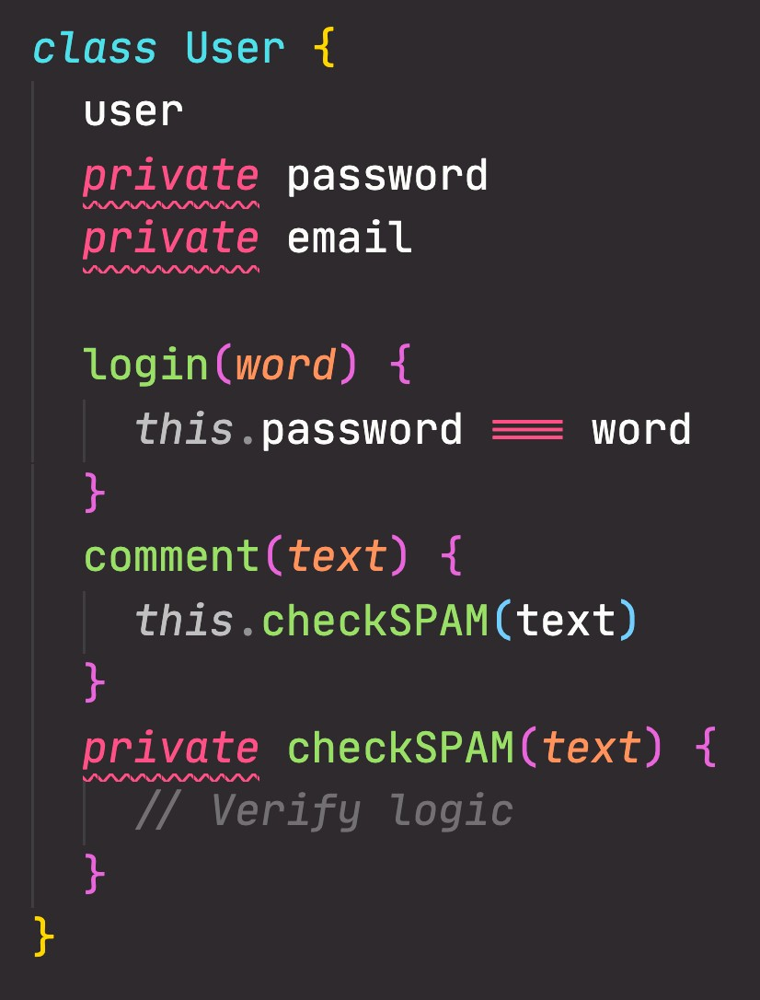 class User {
user
private password
private email
login(word) {
this.password === word
}
comment(text) {
this.checkSPAM(text)
}
private checkSPAM(text) {
// Verify logic
}
}